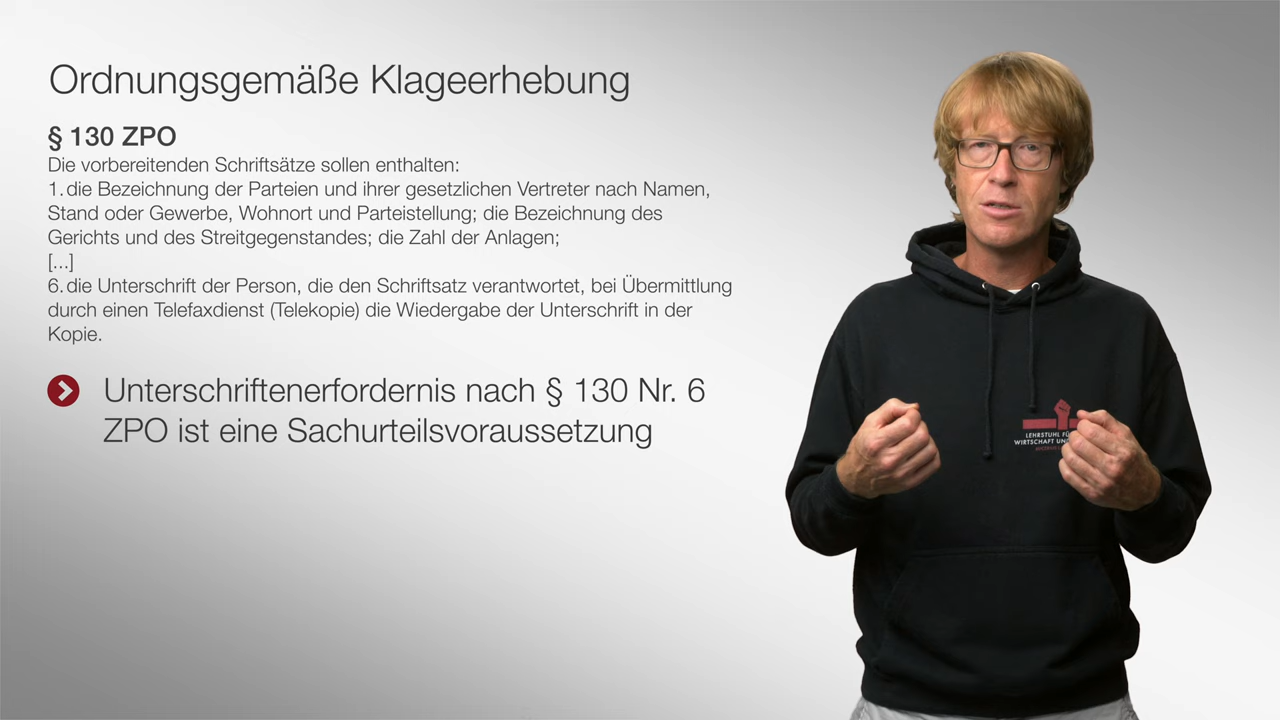 Ordnungsgemäße Klageerhebung
§ 130 ZPO
Die vorbereitenden Schriftsätze sollen enthalten:
1. die Bezeichnung der Parteien und ihrer gesetzlichen Vertreter nach Namen,
Stand oder Gewerbe, Wohnort und Parteistellung; die Bezeichnung des
Gerichts und des Streitgegenstandes; die Zahl der Anlagen;
[...]
6. die Unterschrift der Person, die den Schriftsatz verantwortet, bei Übermittlung
durch einen Telefaxdienst (Telekopie) die Wiedergabe der Unterschrift in der
Kopie.
Unterschriftenerfordernis nach § 130 Nr. 6
ZPO ist eine Sachurteilsvoraussetzung
LEHRSTUHL
WIRTSCHAFT